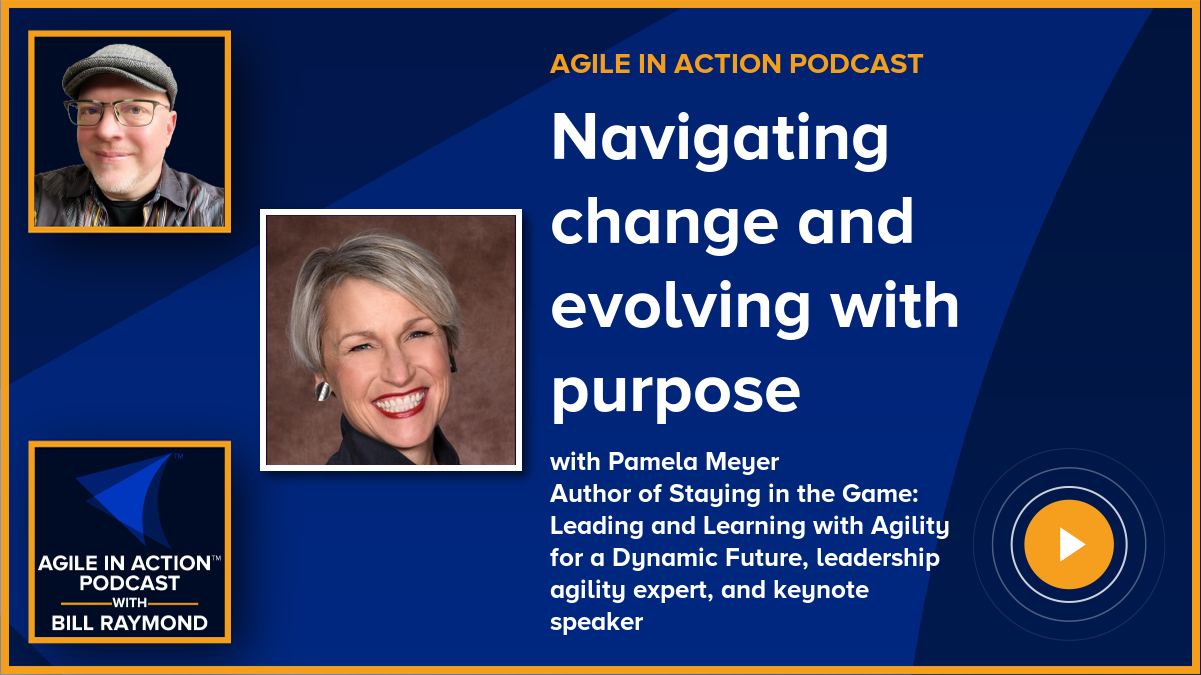 AGILE IN ACTION PODCAST
Navigating
change and
evolving with
purpose
with Pamela Meyer
Author of Staying in the Game:
Leading and Learning with Agility
for a Dynamic Future, leadership
agility expert, and keynote
speaker
TM
AGILE IN ACTION™
PODCAST
WITH
BILL RAYMOND